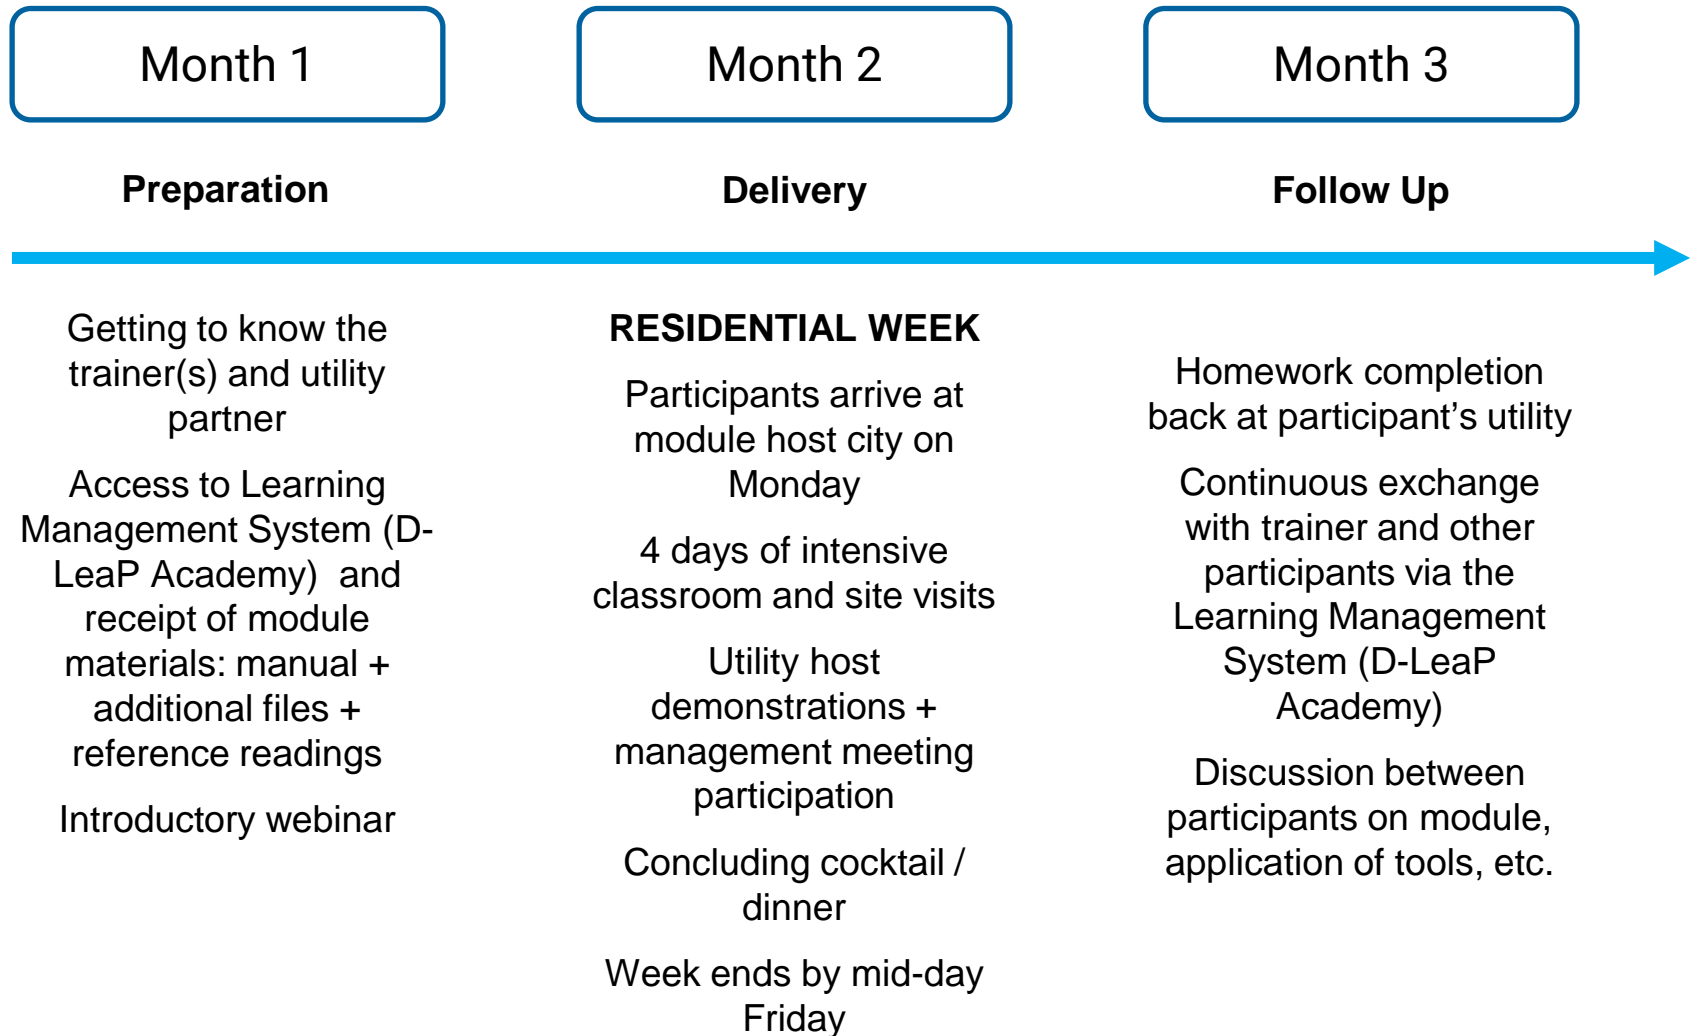 Month 1
Month 2
Month 3
Preparation
Delivery
Follow Up
Getting to know the
trainer(s) and utility
partner
Access to Learning
Management System (D-
LeaP Academy)  and
receipt of module
materials: manual +
additional files +
reference readings
Introductory webinar
RESIDENTIAL WEEK
Participants arrive at
module host city on
Monday
4 days of intensive
classroom and site visits
Utility host
demonstrations +
management meeting
participation
Concluding cocktail /
dinner
Week ends by mid-day
Friday
Homework completion
back at participant’s utility
Continuous exchange
with trainer and other
participants via the
Learning Management
System (D-LeaP
Academy)
Discussion between
participants on module,
application of tools, etc.